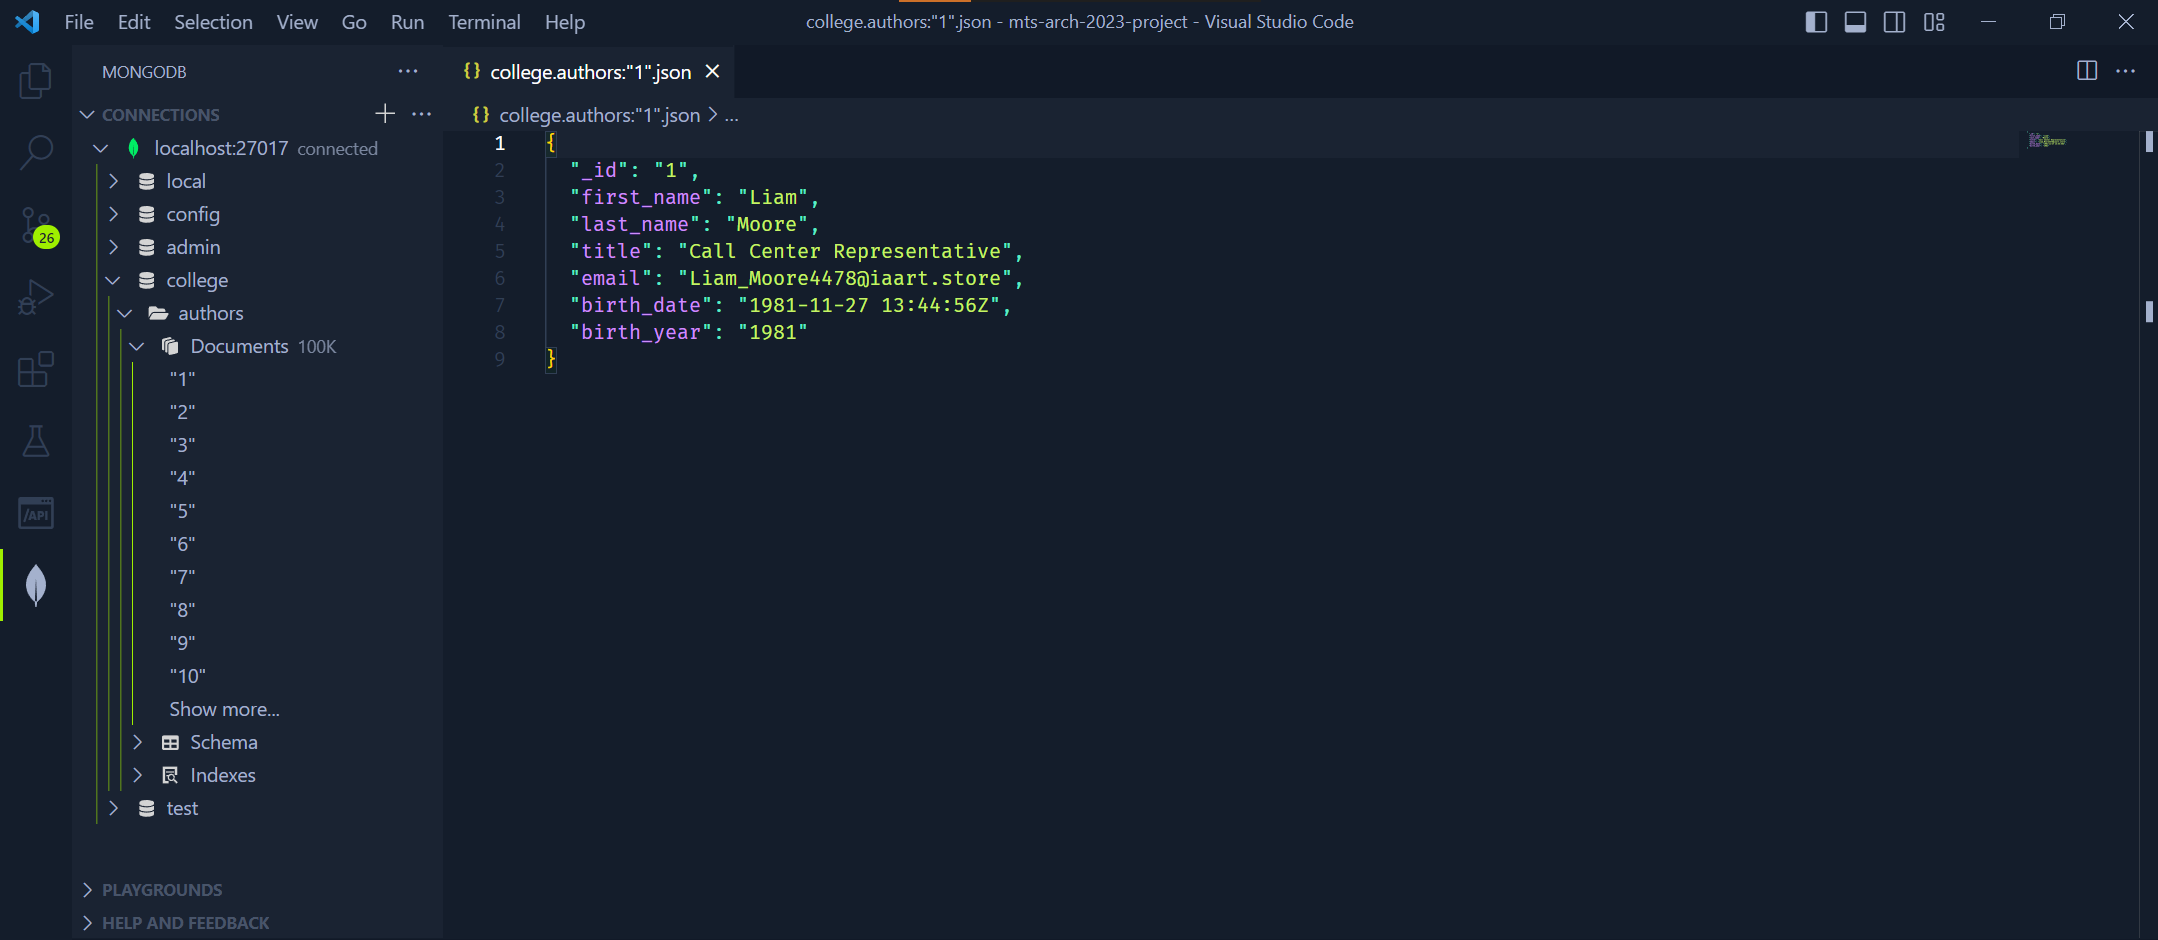 File Edit Selection View Go Run Terminal Help
college.authors:"1".json - mts-arch-2023-project - Visual Studio Code
MONGODB
college.authors:"1".json
CONNECTIONS
college.authors:"1".json > ...
localhost:27017 connected
local
config
admin
college
authors
Documents 100K
"1"
"2"
"3"
"4"
"5"
"6"
"7"
"8"
"9"
"10"
Show more...
Schema
Indexes
test
PLAYGROUNDS
HELP AND FEEDBACK
26
/API
1 {
2 "_id": "1",
3 "first_name": "Liam",
4 "last_name": "Moore",
5 "title": "Call Center Representative",
6 "email": "Liam_Moore4478@iaart.store",
7 "birth_date": "1981-11-27 13:44:56Z",
8 "birth_year": "1981"
9 }